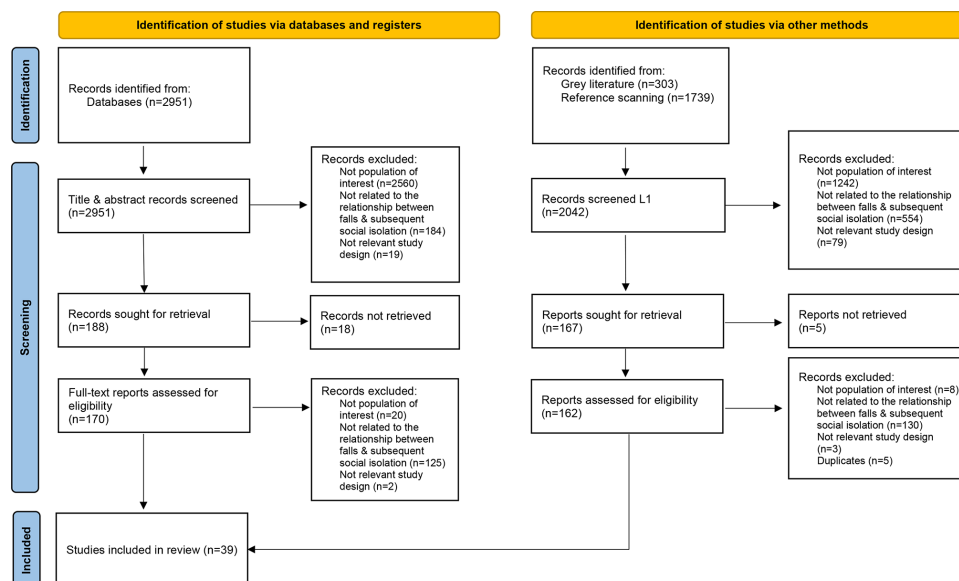 Identification of studies via databases and registers
Identification of studies via other methods
Identification
Records identified from:
Databases (n=2951)
Records identified from:
Grey literature (n=303)
Reference scanning (n=1739)
Screening
Title & abstract records screened
(n=2951)
Records excluded:
Not population of
interest (n=2560)
Not related to the
relationship between
falls & subsequent
social isolation (n=184)
Not relevant study
design (n=19)
Records screened L1
(n=2042)
Records excluded:
Not population of interest
(n=1242)
Not related to the relationship
between falls & subsequent
social isolation (n=554)
Not relevant study design
(n=79)
Records sought for retrieval
(n=188)
Records not retrieved
(n=18)
Reports sought for retrieval
(n=167)
Reports not retrieved
(n=5)
Full-text reports assessed for
eligibility
(n=170)
Records excluded:
Not population of
interest (n=20)
Not related to the
relationship between
falls & subsequent
social isolation (n=125)
Not relevant study
design (n=2)
Reports assessed for eligibility
(n=162)
Records excluded:
Not population of interest (n=8)
Not related to the relationship
between falls & subsequent
social isolation (n=130)
Not relevant study design
(n=3)
Duplicates (n=5)
Included
Studies included in review (n=39)